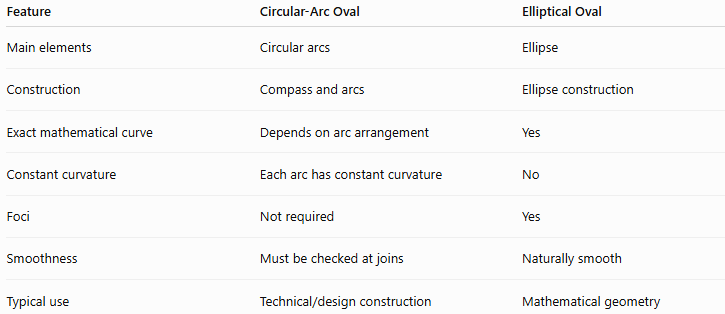 Feature Circular-Arc Oval Elliptical Oval
Main elements Circular arcs Ellipse
Construction Compass and arcs Ellipse construction
Exact mathematical curve Depends on arc arrangement Yes
Constant curvature Each arc has constant curvature No
Foci Not required Yes
Smoothness Must be checked at joins Naturally smooth
Typical use Technical/design construction Mathematical geometry